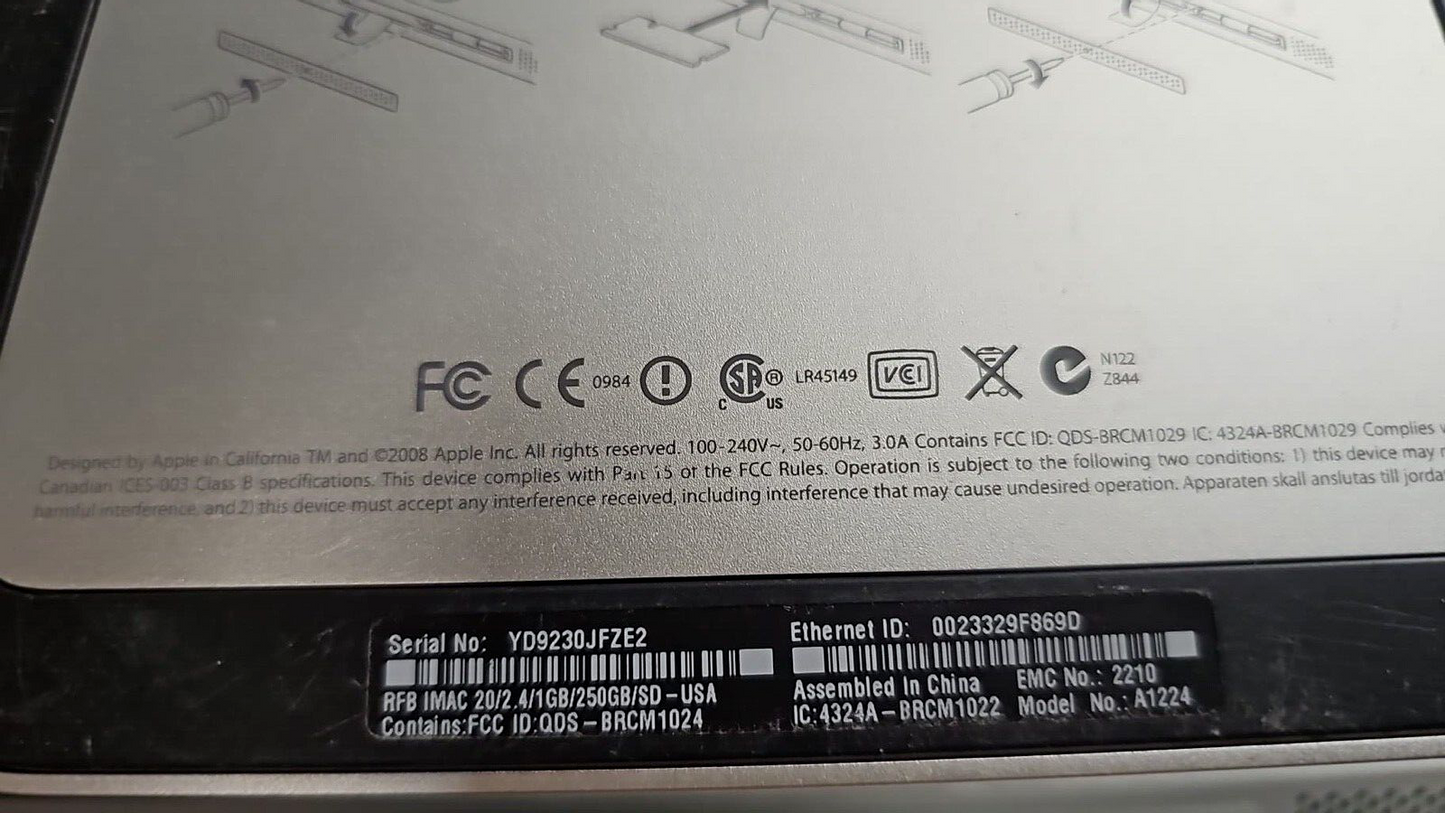 FC CE 0984 ! SA ® C US LR45149 VCI N122
Z844
Designed by Apple in California TM and ©2008 Apple Inc. All rights reserved. 100-240V~, 50-60Hz, 3.0A Contains FCC ID: QDS-BRCM1029 IC: 4324A-BRCM1029 Complies
Canadian ICES-003 Class B specifications. This device complies with Part 15 of the FCC Rules. Operation is subject to the following two conditions: 1) this device may
harmful interference, and 2) this device must accept any interference received, including interference that may cause undesired operation. Apparaten skall anslutas till
Serial No: YD9230JFZE2
RFB IMAC 20/2.4/1GB/250GB/SD-USA
Contains:FCC ID:QDS-BRCM1024
Ethernet ID: 0023329F869D
Assembled In China EMC No.: 2210
IC:4324A-BRCM1022 Model No.: A1224